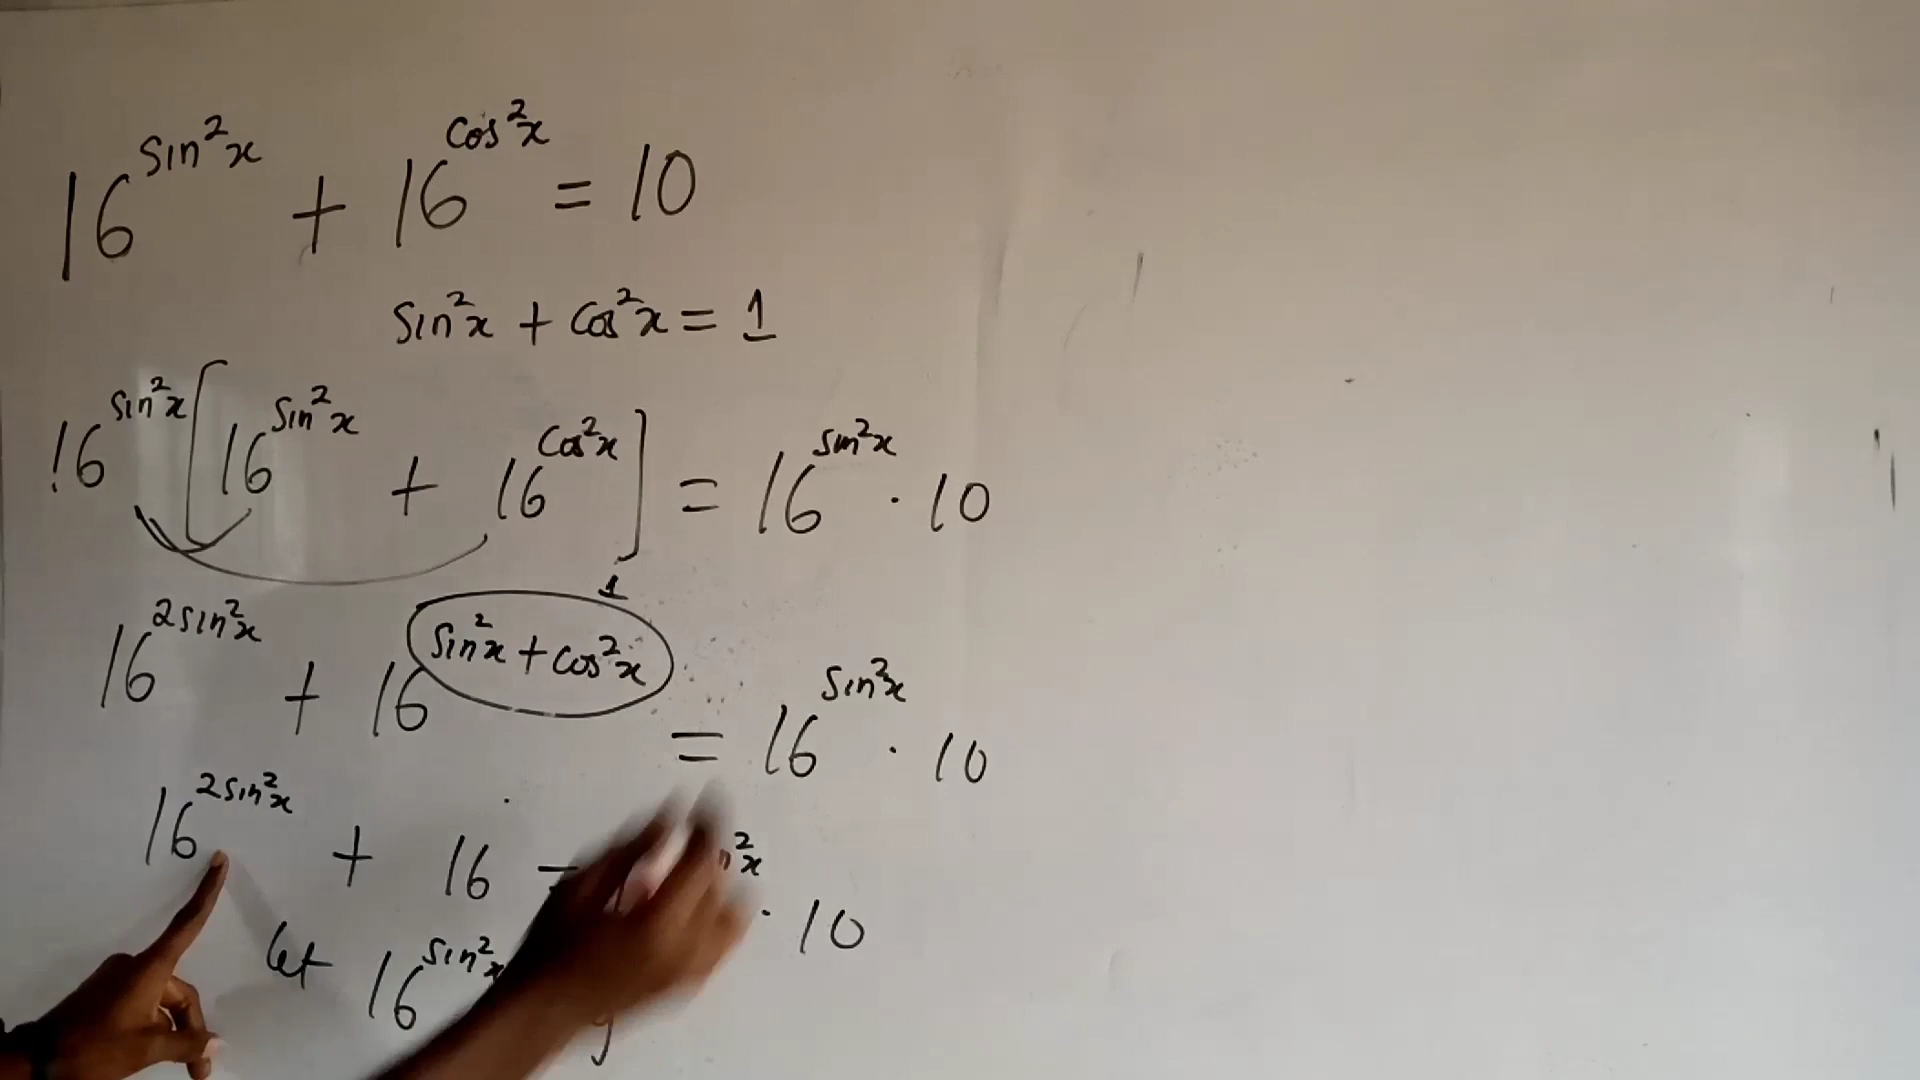 16^sin²x + 16^cos²x = 10
sin²x + cos²x = 1
16^sin²x [16^sin²x + 16^cos²x] = 16^sin²x · 10
1
16^2sin²x + 16^sin²x + cos²x = 16^sin²x · 10
16^2sin²x + 16 · 10
let 16^sin²x y